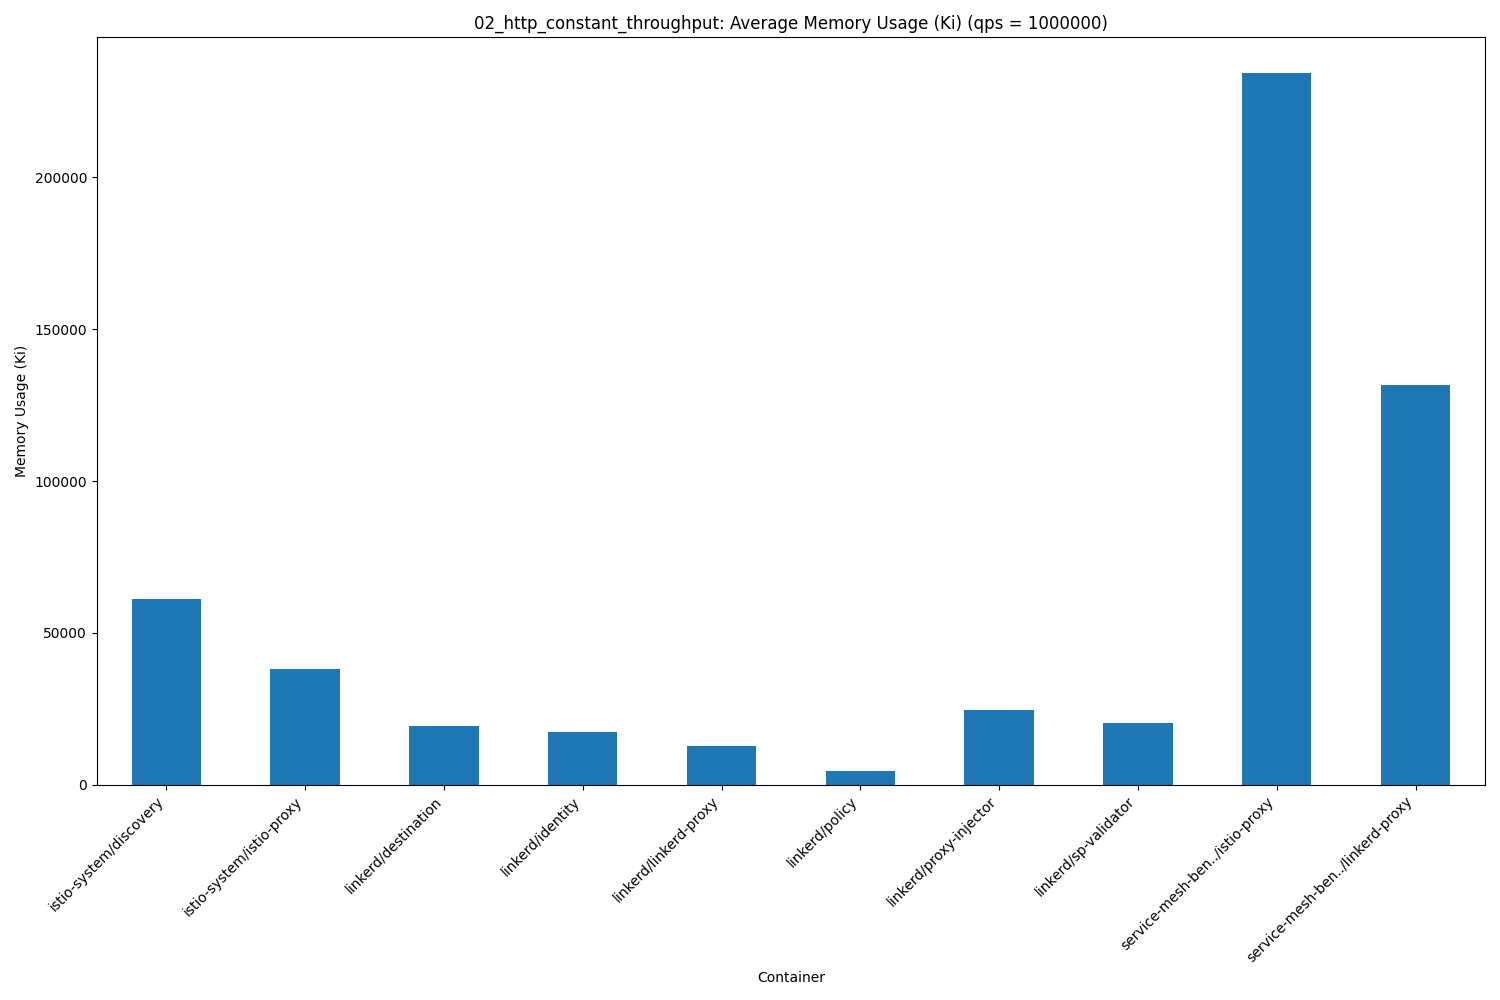 02_http_constant_throughput: Average Memory Usage (Ki) (qps = 1000000)
Memory Usage (Ki)
200000
150000
100000
50000
0
istio-system/discovery
istio-system/istio-proxy
linkerd/destination
linkerd/identity
linkerd/linkerd-proxy
linkerd/policy
linkerd/proxy-injector
linkerd/sp-validator
service-mesh-ben../istio-proxy
service-mesh-ben../linkerd-proxy
Container